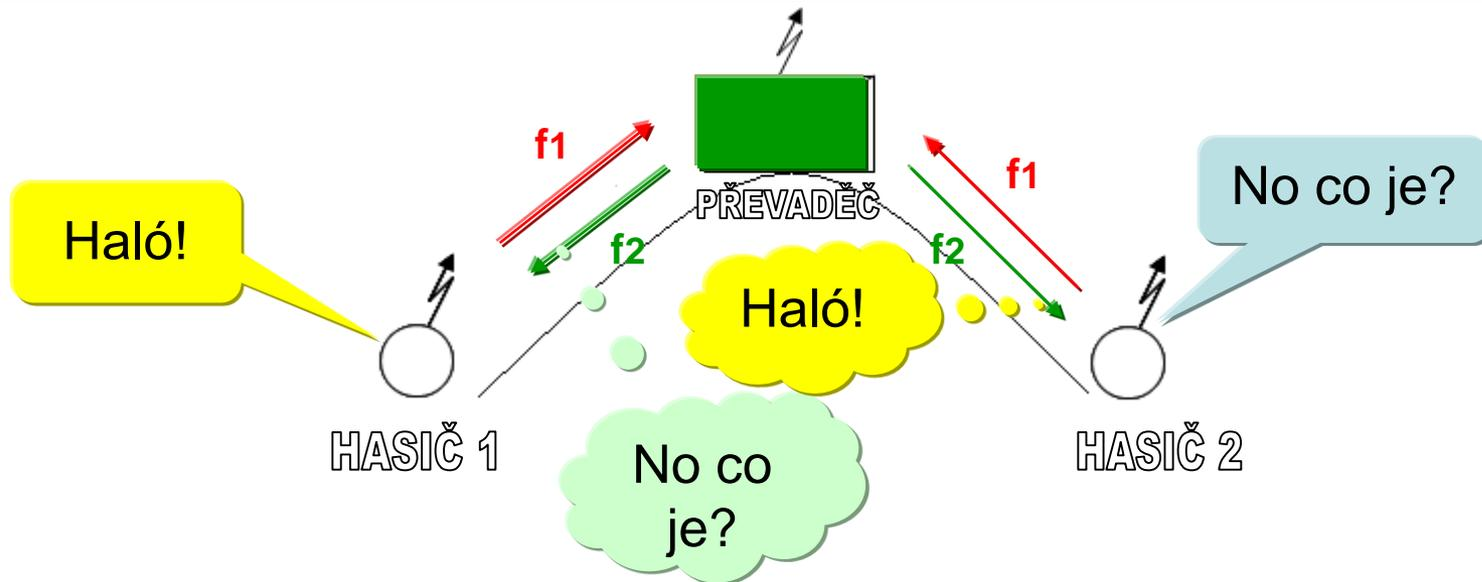 f1
f1
PŘEVADĚČ
No co je?
Haló!
f2
f2
Haló!
HASIČ 1
HASIČ 2
No co
je?